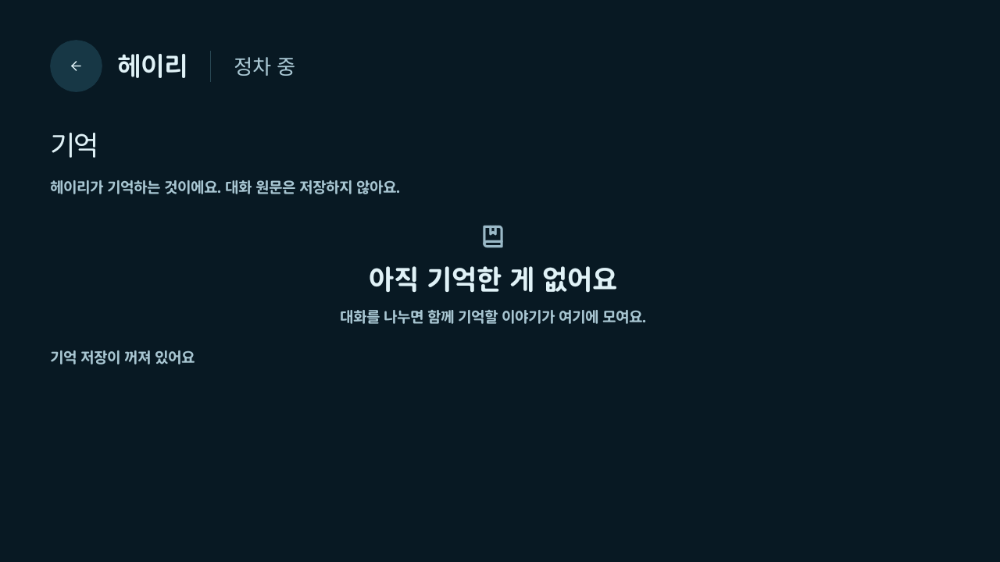 헤이리
정차 중
기억
헤이리가 기억하는 것이에요. 대화 원문은 저장하지 않아요.
아직 기억한 게 없어요
대화를 나누면 함께 기억할 이야기가 여기에 모여요.
기억 저장이 꺼져 있어요